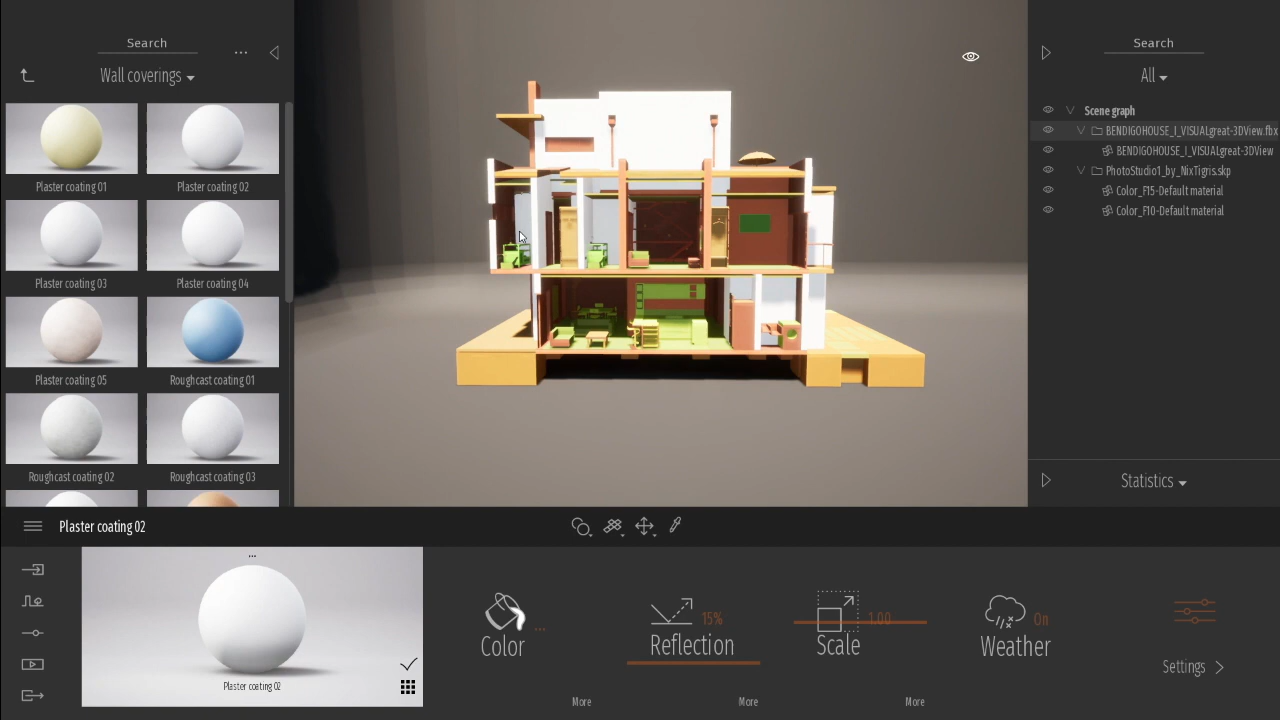 Search
...
Wall coverings
Plaster coating 01
Plaster coating 02
Plaster coating 03
Plaster coating 04
Plaster coating 05
Roughcast coating 01
Roughcast coating 02
Roughcast coating 03
Search
All
Scene graph
BENDIGOHOUSE_I_VISUALgreat-3DView.fbx
BENDIGOHOUSE_I_VISUALgreat-3DView
PhotoStudio1_by_NixTigris.skp
Color_F15-Default material
Color_F10-Default material
Statistics
Plaster coating 02
...
Plaster coating 02
Color ...
More
15%
Reflection
More
1.00
Scale
More
On
Weather
Settings